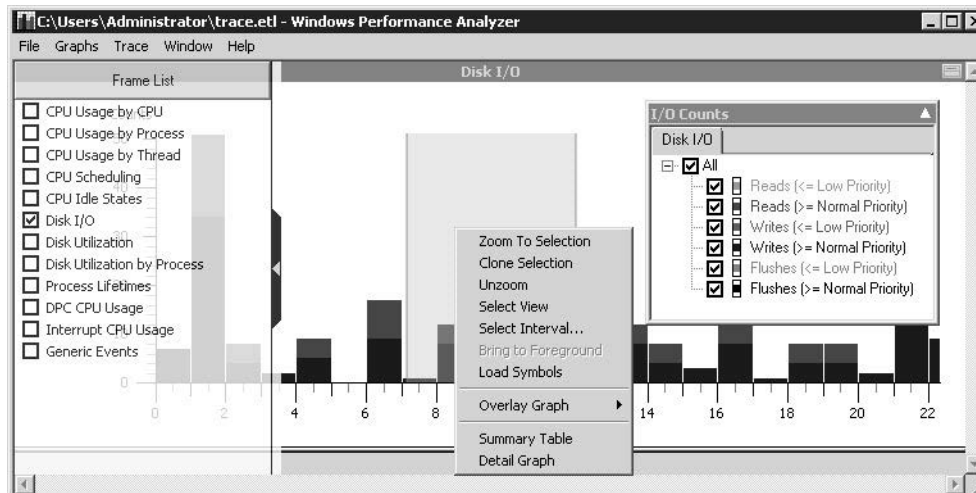 C:\Users\Administrator\trace.etl - Windows Performance Analyzer
File Graphs Trace Window Help
Frame List
Disk I/O
CPU Usage by CPU
CPU Usage by Process
CPU Usage by Thread
CPU Scheduling
CPU Idle States
Disk I/O
Disk Utilization
Disk Utilization by Process
Process Lifetimes
DPC CPU Usage
Interrupt CPU Usage
Generic Events
I/O Counts
Disk I/O
All
Reads (<= Low Priority)
Reads (>= Normal Priority)
Writes (<= Low Priority)
Writes (>= Normal Priority)
Flushes (<= Low Priority)
Flushes (>= Normal Priority)
Zoom To Selection
Clone Selection
Unzoom
Select View
Select Interval...
Bring to Foreground
Load Symbols
Overlay Graph
Summary Table
Detail Graph
0
0 2 4 6 8 14 16 18 20 22